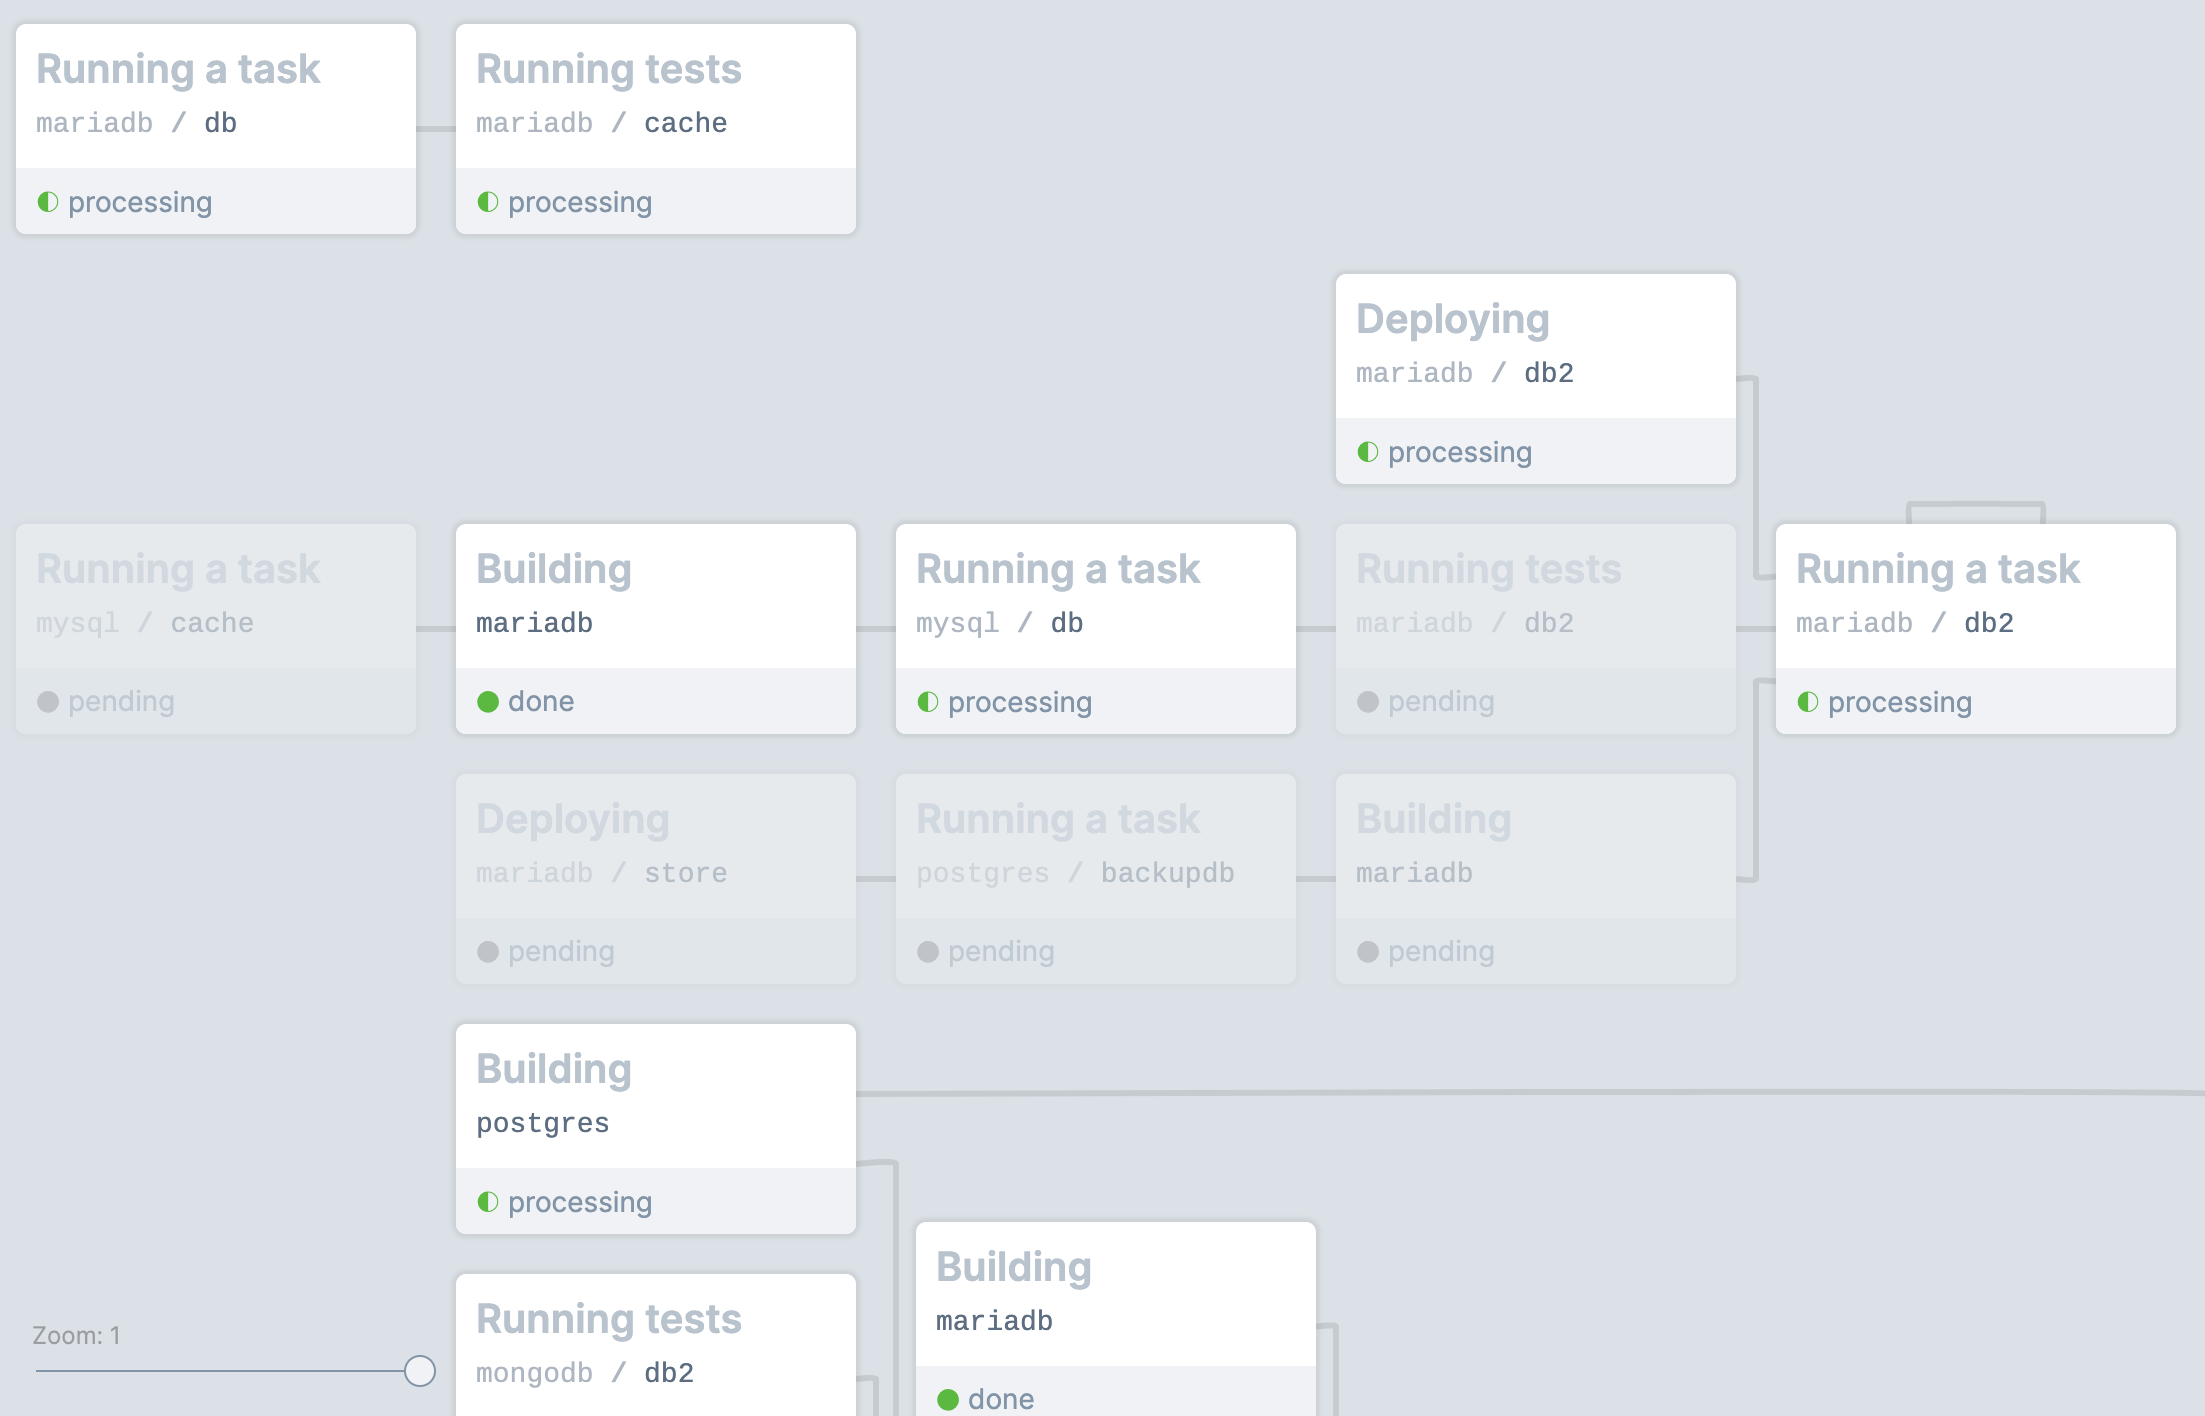 Running a task
mariadb / db
processing
Running tests
mariadb / cache
processing
Deploying
mariadb / db2
processing
Running a task
mysql / cache
pending
Building
mariadb
done
Running a task
mysql / db
processing
Running tests
mariadb / db2
pending
Running a task
mariadb / db2
processing
Deploying
mariadb / store
pending
Running a task
postgres / backupdb
pending
Building
mariadb
pending
Building
postgres
processing
Building
mariadb
done
Running tests
mongodb / db2
Zoom: 1